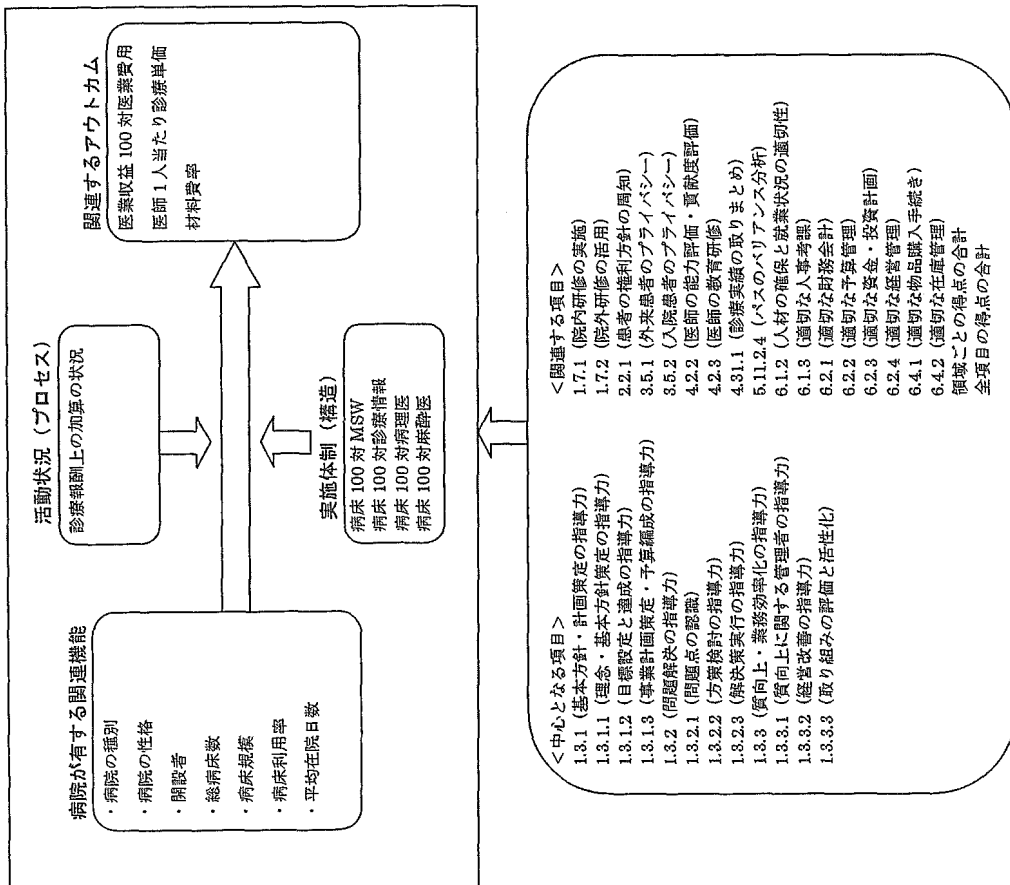 病院が有する関連機能
・病院の種別
・病院の性格
・開設者
・総病床数
・病床規模
・病床利用率
・平均在院日数
活動状況（プロセス）
診療報酬上の加算の状況
実施体制（構造）
病床 100 対 MSW
病床 100 対診療情報
病床 100 対病理医
病床 100 対麻酔医
関連するアウトカム
医業収益 100 対医業費用
医師 1 人当たり診療単価
材料費率
＜中心となる項目＞
1.3.1（基本方針・計画策定の指導力）
1.3.1.1（理念・基本方針策定の指導力）
1.3.1.2（目標設定と達成の指導力）
1.3.1.3（事業計画策定・予算編成の指導力）
1.3.2（問題解決の指導力）
1.3.2.1（問題点の認識）
1.3.2.2（方策検討の指導力）
1.3.2.3（解決策実行の指導力）
1.3.3（質向上・業務効率化の指導力）
1.3.3.1（質向上に関する管理者の指導力）
1.3.3.2（経営改善の指導力）
1.3.3.3（取り組みの評価と活性化）
＜関連する項目＞
1.7.1（院内研修の実施）
1.7.2（院外研修の活用）
2.2.1（患者の権利方針の周知）
3.5.1（外来患者のプライバシー）
3.5.2（入院患者のプライバシー）
4.2.2（医師の能力評価・貢献度評価）
4.2.3（医師の教育研修）
4.31.1（診療実績の取りまとめ）
5.11.2.4（パスのバリアンス分析）
6.1.2（人材の確保と就業状況の適切性）
6.1.3（適切な人事考課）
6.2.1（適切な財務会計）
6.2.2（適切な予算管理）
6.2.3（適切な資金・投資計画）
6.2.4（適切な経営管理）
6.4.1（適切な物品購入手続き）
6.4.2（適切な在庫管理）
領域ごとの得点の合計
全項目の得点の合計